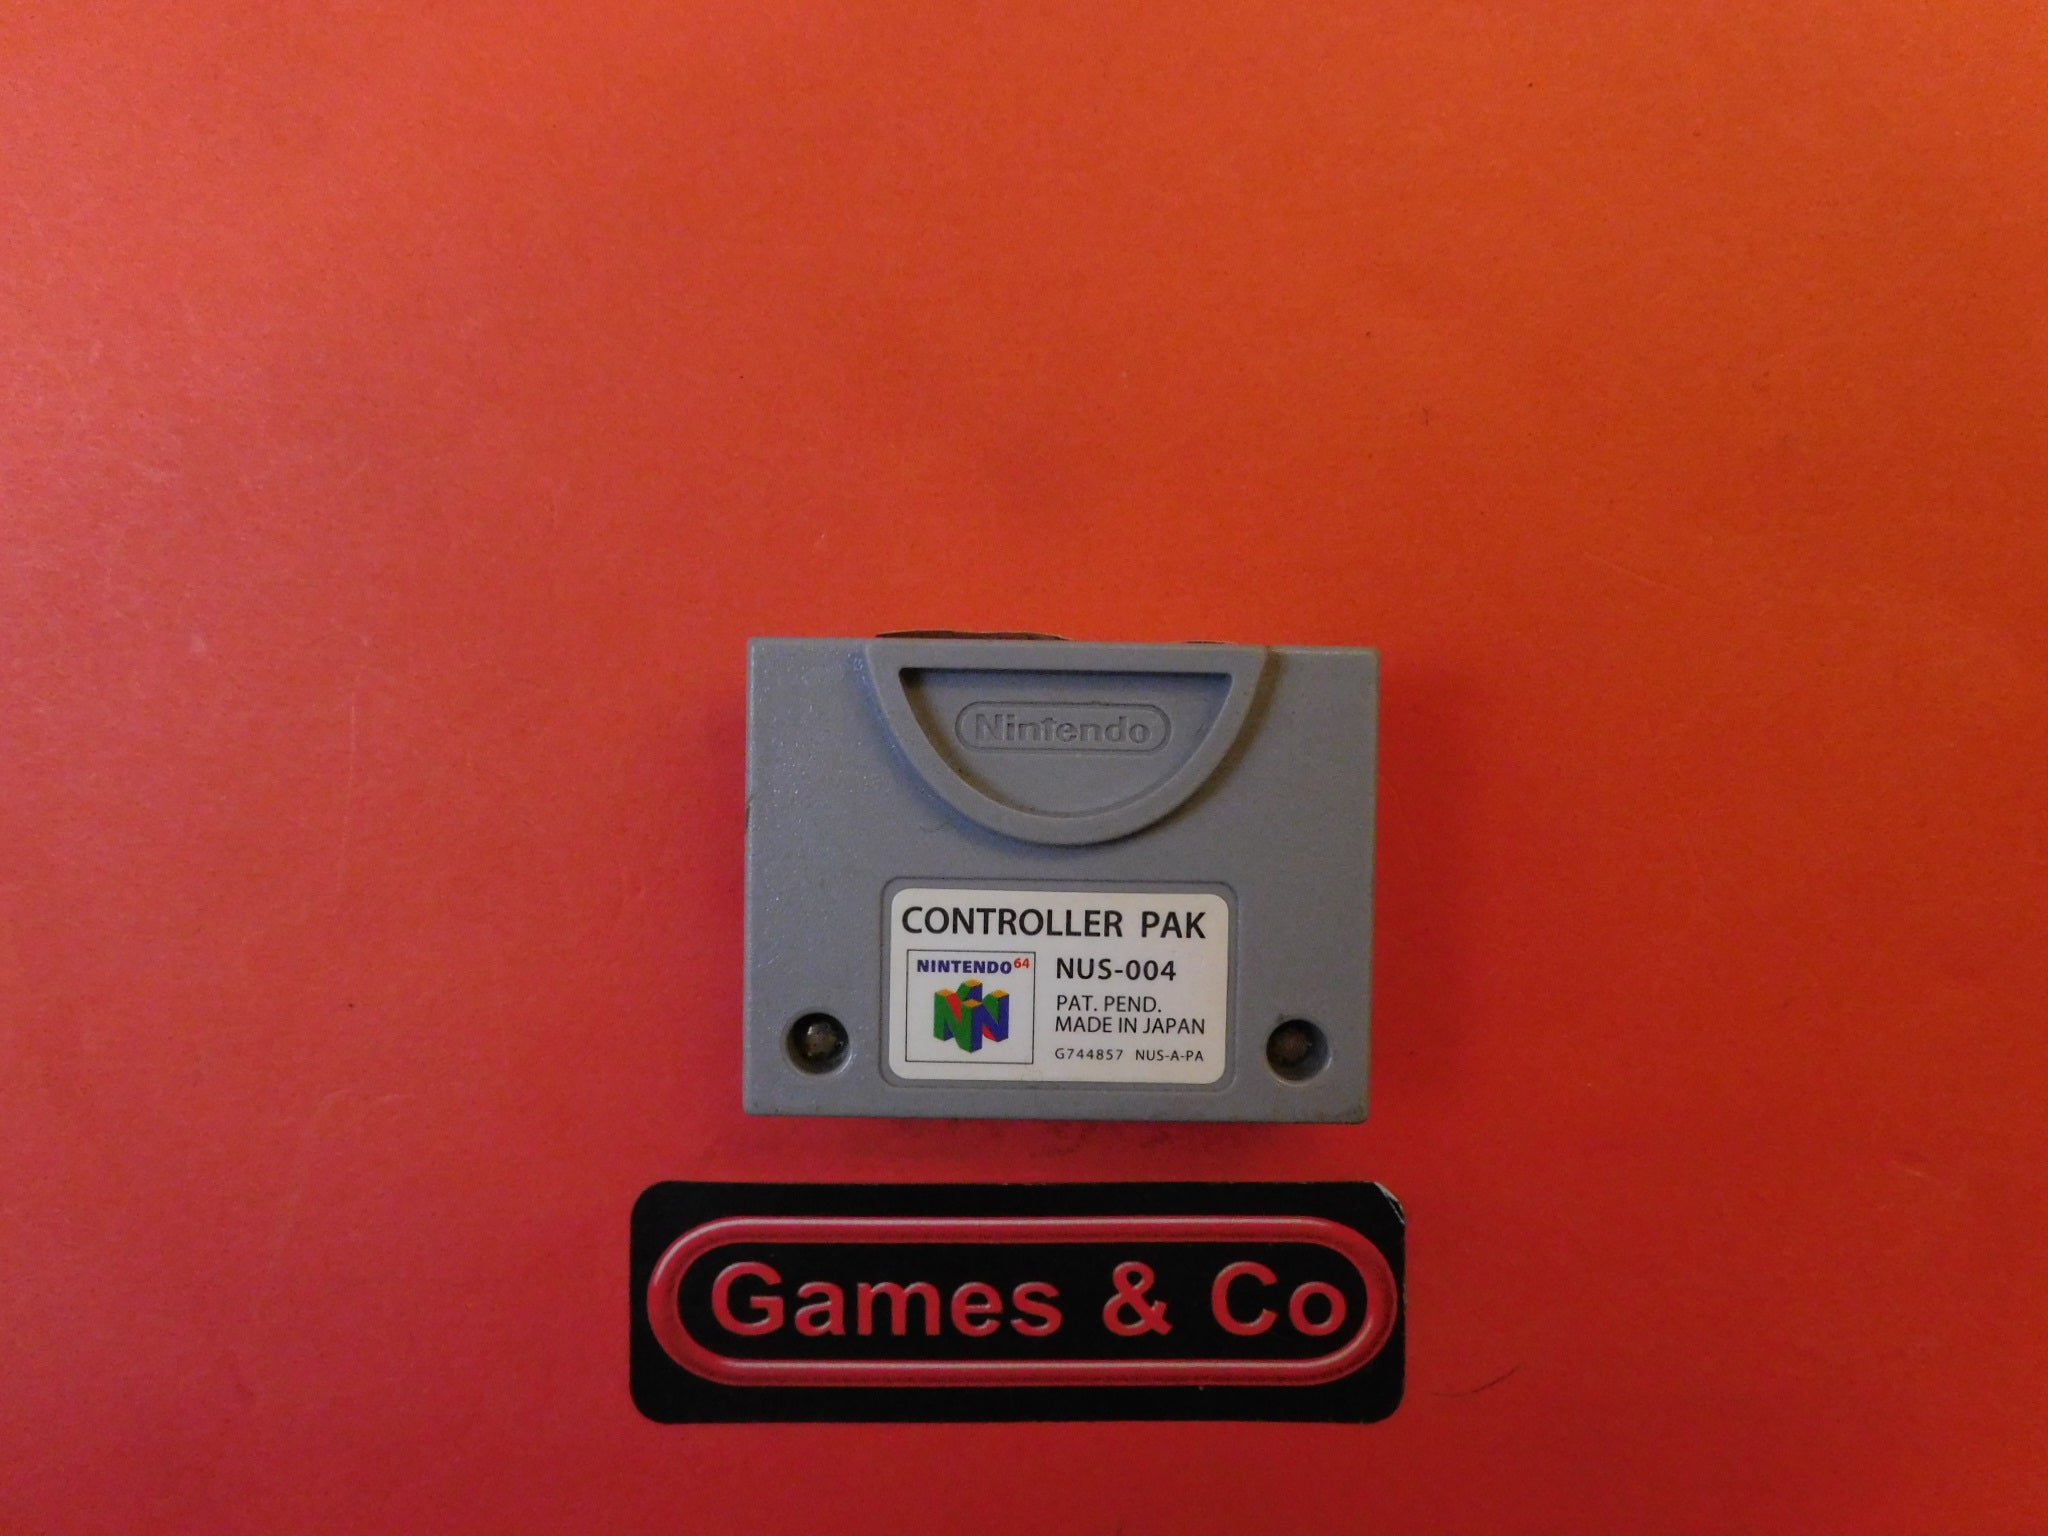 Nintendo
CONTROLLER PAK
NINTENDO64
NUS-004
PAT. PEND.
MADE IN JAPAN
G744857 NUS-A-PA
Games & Co